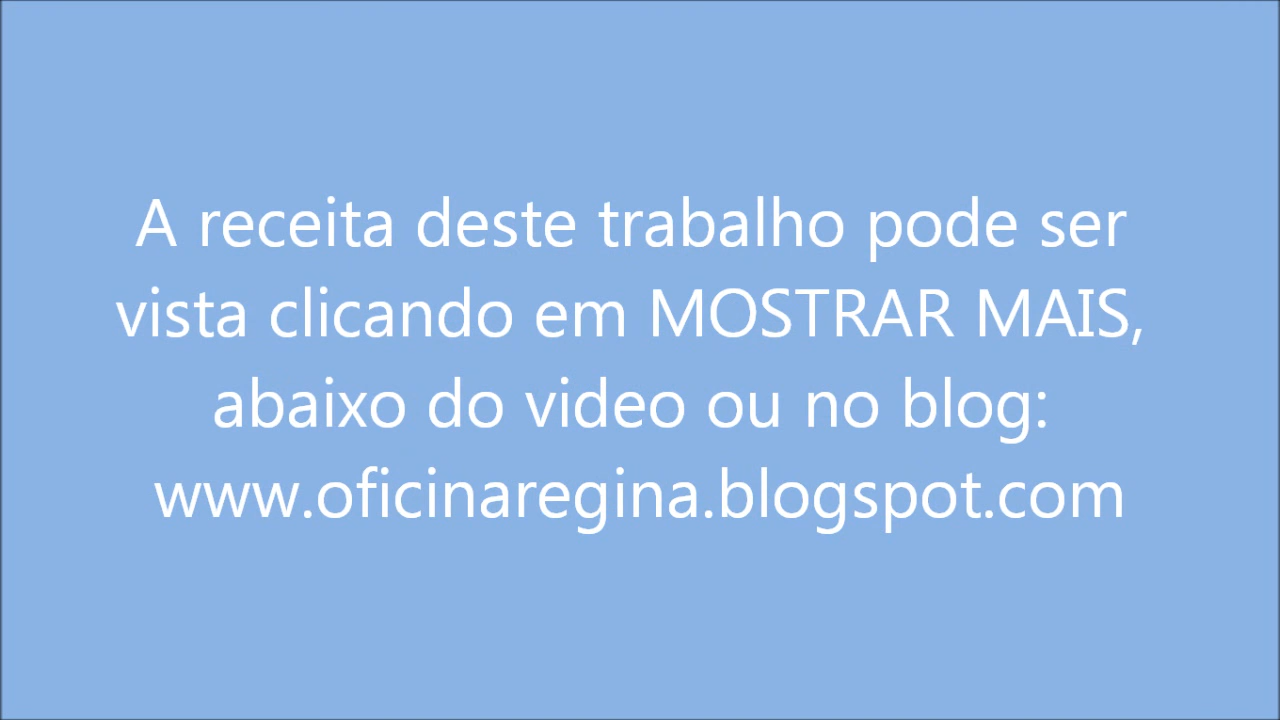 A receita deste trabalho pode ser
vista clicando em MOSTRAR MAIS,
abaixo do video ou no blog:
www.oficinaregina.blogspot.com